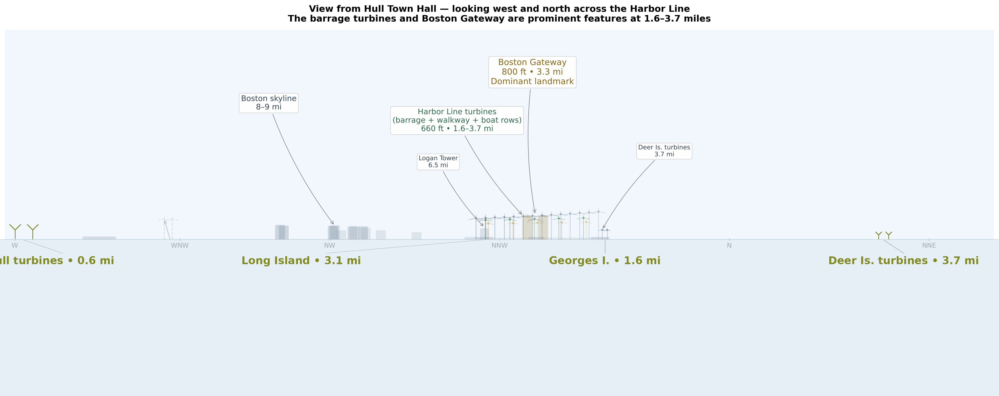 View from Hull Town Hall — looking west and north across the Harbor Line
The barrage turbines and Boston Gateway are prominent features at 1.6–3.7 miles
Boston Gateway
800 ft • 3.3 mi
Dominant landmark
Boston skyline
8–9 mi
Harbor Line turbines
(barrage + walkway + boat rows)
660 ft • 1.6–3.7 mi
Deer Is. turbines
3.7 mi
Logan Tower
6.5 mi
W
WNW
NW
NNW
N
NNE
ull turbines • 0.6 mi
Long Island • 3.1 mi
Georges I. • 1.6 mi
Deer Is. turbines • 3.7 mi